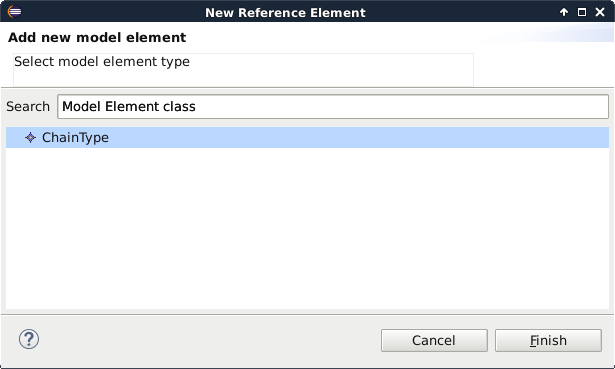 New Reference Element
Add new model element
Select model element type
Search Model Element class
ChainType
? Cancel Finish